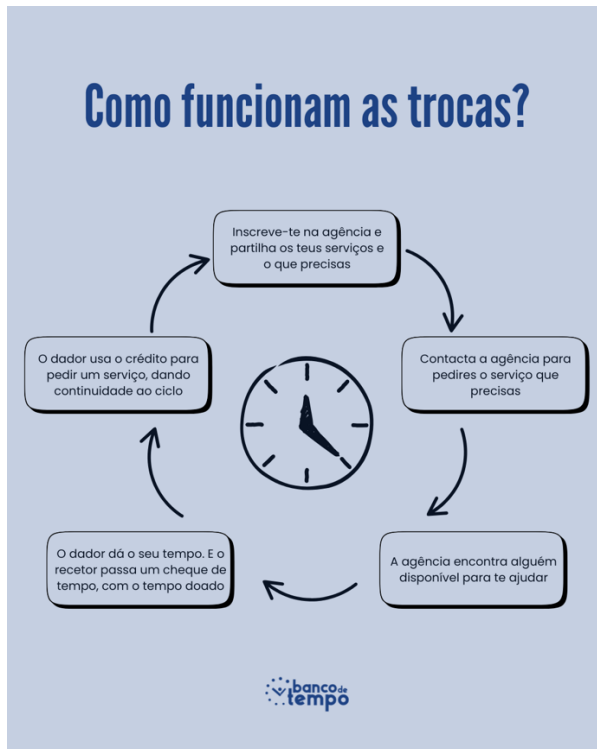 Como funcionam as trocas?
Inscreve-te na agência e
partilha os teus serviços e
o que precisas
Contacta a agência para
pedires o serviço que
precisas
A agência encontra alguém
disponível para te ajudar
O dador dá o seu tempo. E o
recetor passa um cheque de
tempo, com o tempo doado
O dador usa o crédito para
pedir um serviço, dando
continuidade ao ciclo
banco de
tempo